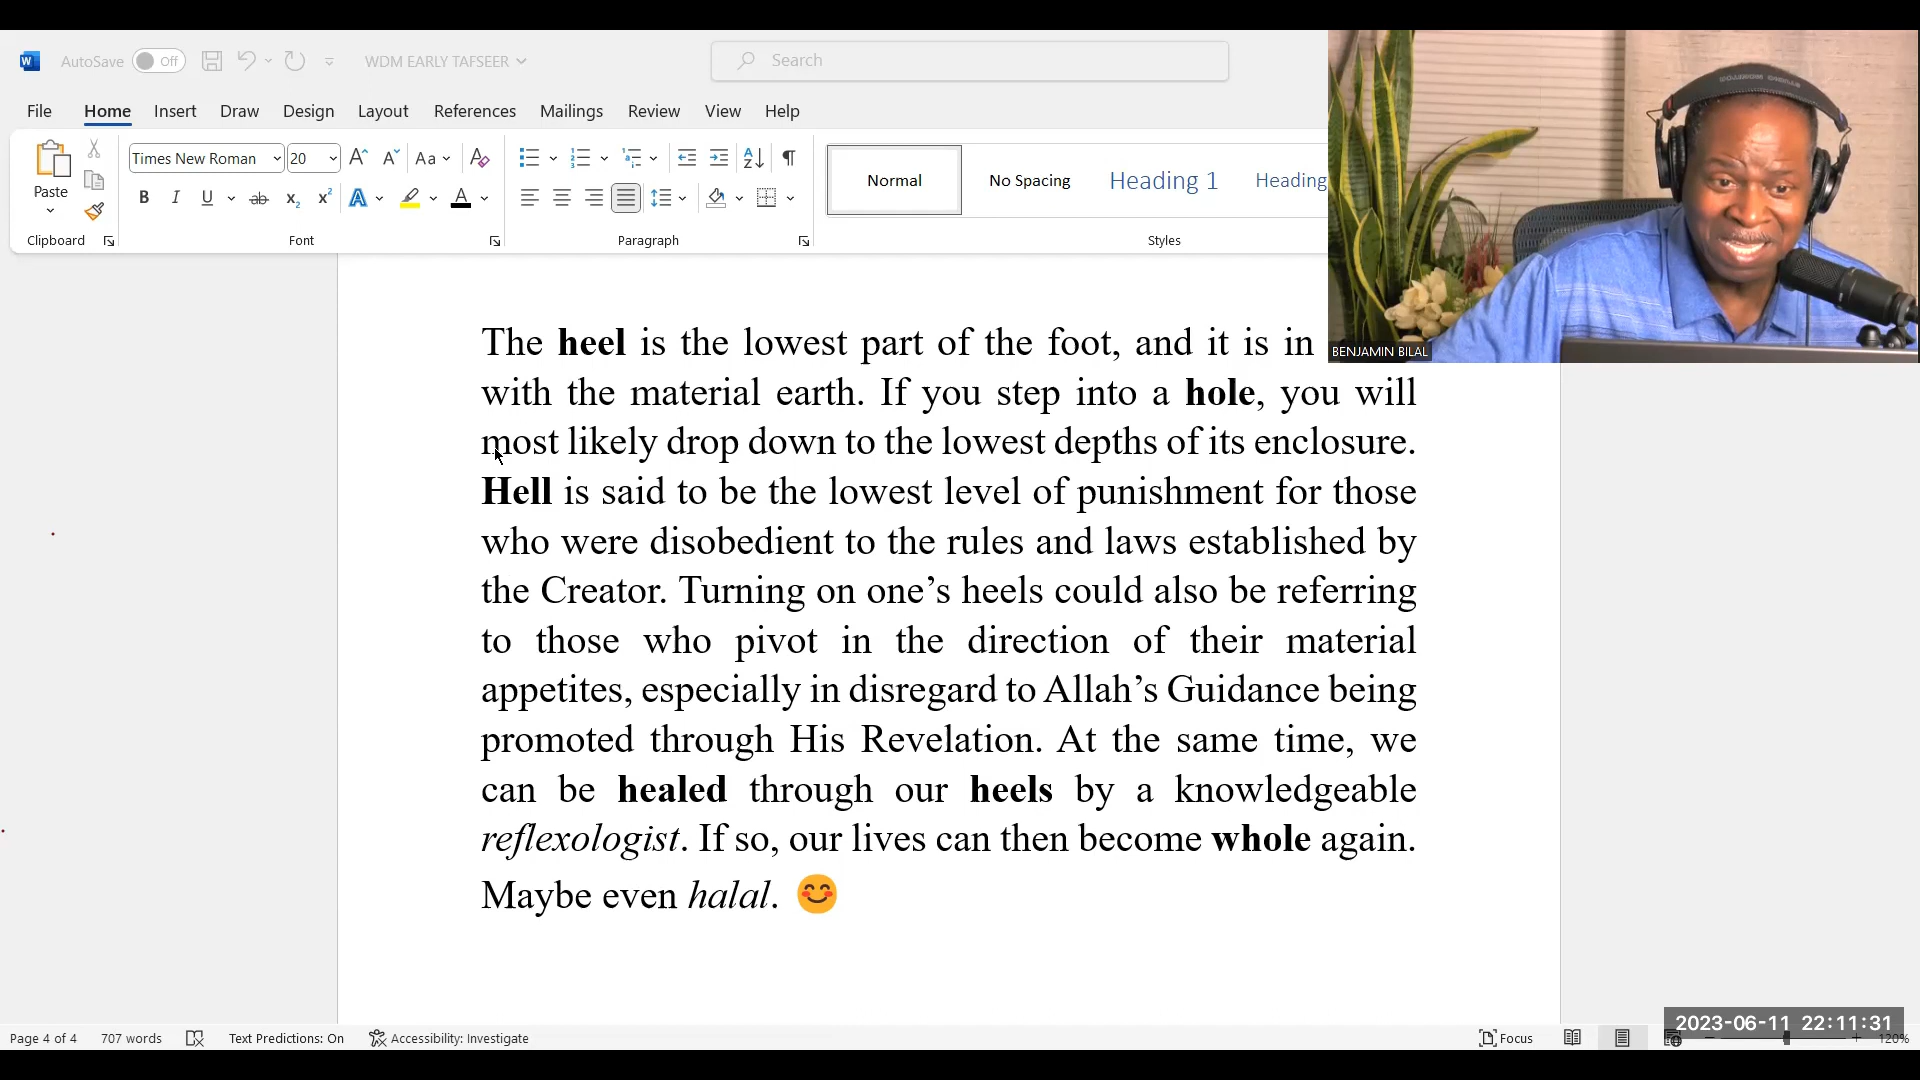 AutoSave Off WDM EARLY TAFSEER Search
File Home Insert Draw Design Layout References Mailings Review View Help
Paste
Clipboard
Times New Roman 20
Aa
Font
Paragraph
Normal No Spacing Heading 1 Heading
Styles
BENJAMIN BILAL
The heel is the lowest part of the foot, and it is in
with the material earth. If you step into a hole, you will
most likely drop down to the lowest depths of its enclosure.
Hell is said to be the lowest level of punishment for those
who were disobedient to the rules and laws established by
the Creator. Turning on one’s heels could also be referring
to those who pivot in the direction of their material
appetites, especially in disregard to Allah’s Guidance being
promoted through His Revelation. At the same time, we
can be healed through our heels by a knowledgeable
reflexologist. If so, our lives can then become whole again.
Maybe even halal. 😊
Page 4 of 4 707 words Text Predictions: On Accessibility: Investigate Focus 120%
2023-06-11 22:11:31